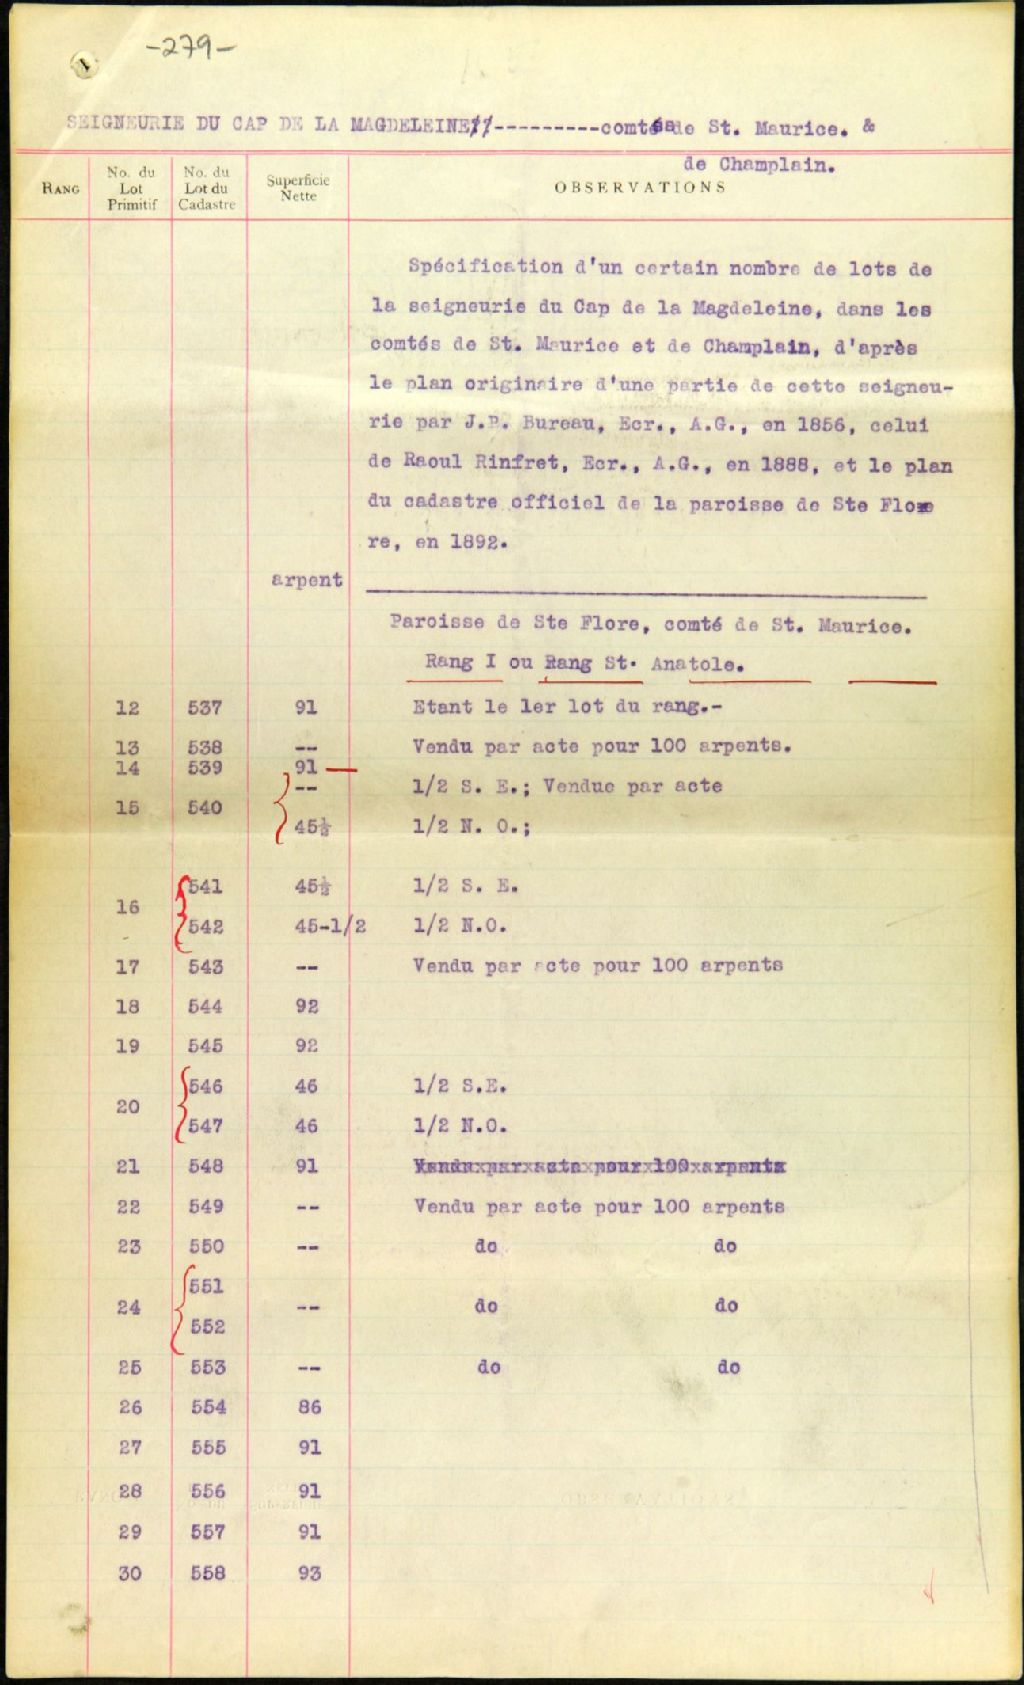 -279-
1
SEIGNEURIE DU CAP DE LA MAGDELEINE//---------comtés de St. Maurice. &
de Champlain.
RANG No. du Lot Primitif No. du Lot du Cadastre Superficie Nette OBSERVATIONS
Spécification d'un certain nombre de lots de
la seigneurie du Cap de la Magdeleine, dans les
comtés de St. Maurice et de Champlain, d'après
le plan originaire d'une partie de cette seigneu-
rie par J.P. Bureau, Ecr., A.G., en 1856, celui
de Raoul Rinfret, Ecr., A.G., en 1888, et le plan
du cadastre officiel de la paroisse de Ste Flo
re, en 1892.
arpent
Paroisse de Ste Flore, comté de St. Maurice.
Rang I ou Rang St. Anatole.
12 537 91 Etant le 1er lot du rang.-
13 538 -- Vendu par acte pour 100 arpents.
14 539 91
15 540 -- 1/2 S. E.; Vendue par acte
45½ 1/2 N. O.;
16 541 45½ 1/2 S. E.
542 45-1/2 1/2 N.O.
17 543 -- Vendu par acte pour 100 arpents
18 544 92
19 545 92
20 546 46 1/2 S.E.
547 46 1/2 N.O.
21 548 91 Vendu par acte pour 100 arpents
22 549 -- Vendu par acte pour 100 arpents
23 550 -- do do
24 551 552 -- do do
25 553 -- do do
26 554 86
27 555 91
28 556 91
29 557 91
30 558 93